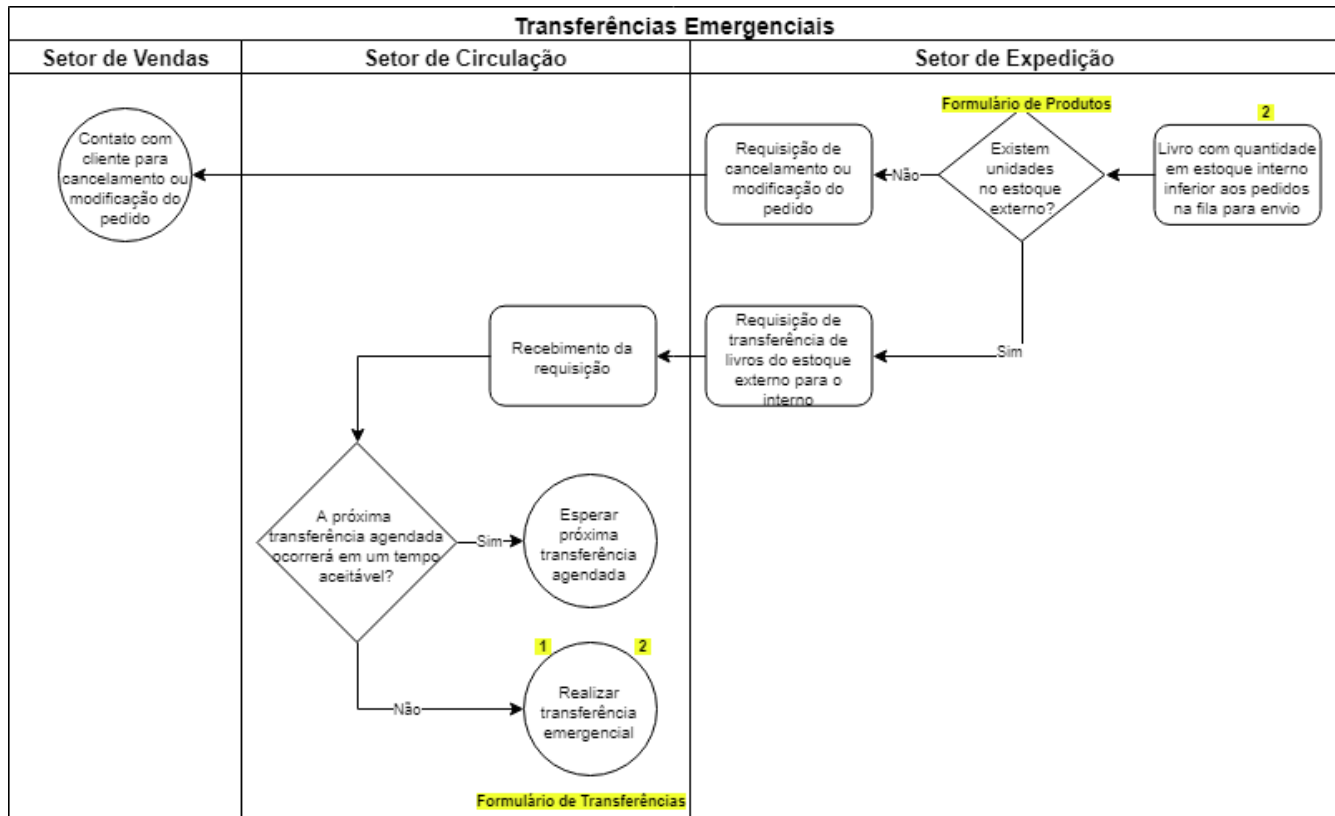 Transferências Emergenciais
Setor de Vendas
Setor de Circulação
Setor de Expedição
Contato com
cliente para
cancelamento ou
modificação do
pedido
Requisição de
cancelamento ou
modificação do
pedido
Não
Formulário de Produtos
Existem
unidades
no estoque
externo?
2
Livro com quantidade
em estoque interno
inferior aos pedidos
na fila para envio
Sim
Requisição de
transferência de
livros do estoque
externo para o
interno
Recebimento da
requisição
A próxima
transferência agendada
ocorrerá em um tempo
aceitável?
Sim
Esperar
próxima
transferência
agendada
Não
1
2
Realizar
transferência
emergencial
Formulário de Transferências